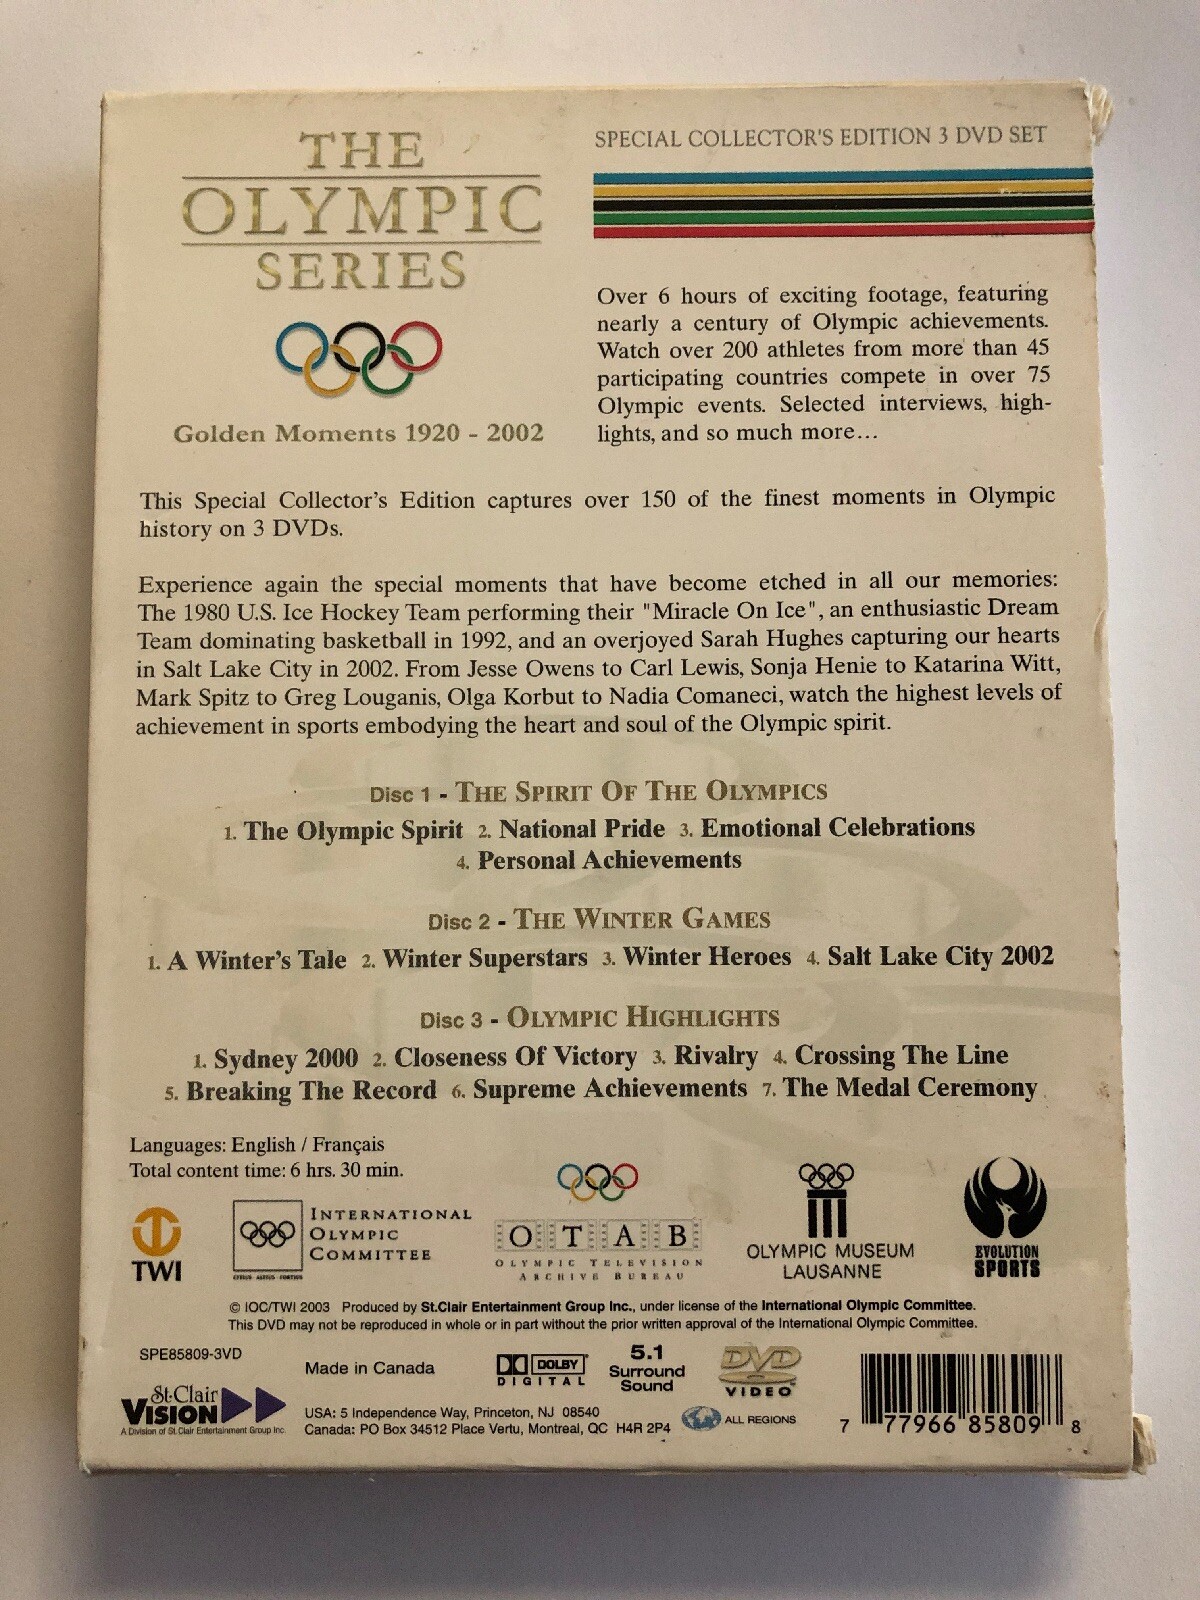 THE
OLYMPIC
SERIES
Golden Moments 1920 - 2002
SPECIAL COLLECTOR'S EDITION 3 DVD SET
Over 6 hours of exciting footage, featuring
nearly a century of Olympic achievements.
Watch over 200 athletes from more than 45
participating countries compete in over 75
Olympic events. Selected interviews, high-
lights, and so much more...
This Special Collector's Edition captures over 150 of the finest moments in Olympic
history on 3 DVDs.
Experience again the special moments that have become etched in all our memories:
The 1980 U.S. Ice Hockey Team performing their "Miracle On Ice", an enthusiastic Dream
Team dominating basketball in 1992, and an overjoyed Sarah Hughes capturing our hearts
in Salt Lake City in 2002. From Jesse Owens to Carl Lewis, Sonja Henie to Katarina Witt,
Mark Spitz to Greg Louganis, Olga Korbut to Nadia Comaneci, watch the highest levels of
achievement in sports embodying the heart and soul of the Olympic spirit.
Disc 1 - THE SPIRIT OF THE OLYMPICS
1. The Olympic Spirit 2. National Pride 3. Emotional Celebrations
4. Personal Achievements
Disc 2 - THE WINTER GAMES
1. A Winter's Tale 2. Winter Superstars 3. Winter Heroes 4. Salt Lake City 2002
Disc 3 - OLYMPIC HIGHLIGHTS
1. Sydney 2000 2. Closeness Of Victory 3. Rivalry 4. Crossing The Line
5. Breaking The Record 6. Supreme Achievements 7. The Medal Ceremony
Languages: English / Français
Total content time: 6 hrs. 30 min.
TWI
INTERNATIONAL
OLYMPIC
COMMITTEE
CITIUS · ALTIUS · FORTIUS
OTAB
OLYMPIC TELEVISION
ARCHIVE BUREAU
OLYMPIC MUSEUM
LAUSANNE
EVOLUTION
SPORTS
© IOC/TWI 2003 Produced by St.Clair Entertainment Group Inc., under license of the International Olympic Committee.
This DVD may not be reproduced in whole or in part without the prior written approval of the International Olympic Committee.
SPE85809-3VD
St.Clair
VISION
A Division of St.Clair Entertainment Group Inc.
Made in Canada
DOLBY
DIGITAL
5.1
Surround
Sound
DVD
VIDEO
USA: 5 Independence Way, Princeton, NJ 08540
Canada: PO Box 34512 Place Vertu, Montreal, QC H4R 2P4
ALL REGIONS
7 77966 85809 8